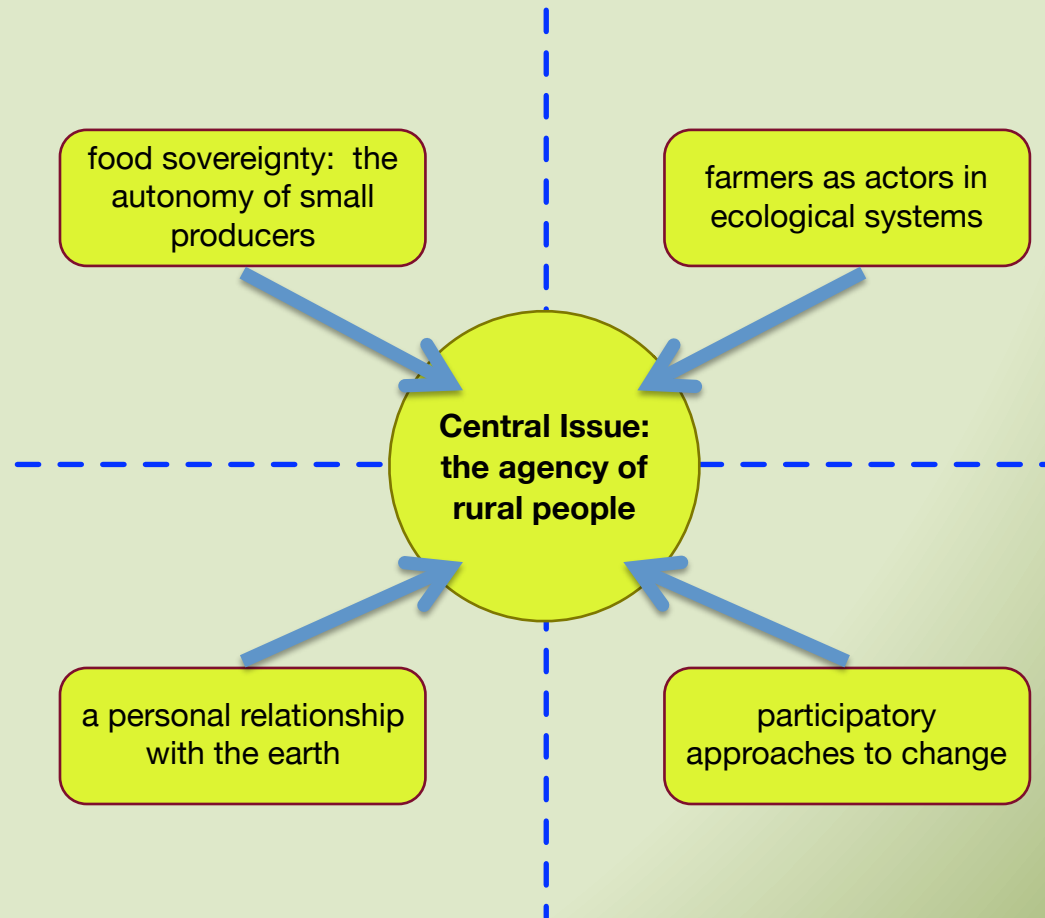 food sovereignty:  the
autonomy of small
producers
farmers as actors in
ecological systems
Central Issue:
the agency of
rural people
a personal relationship
with the earth
participatory
approaches to change